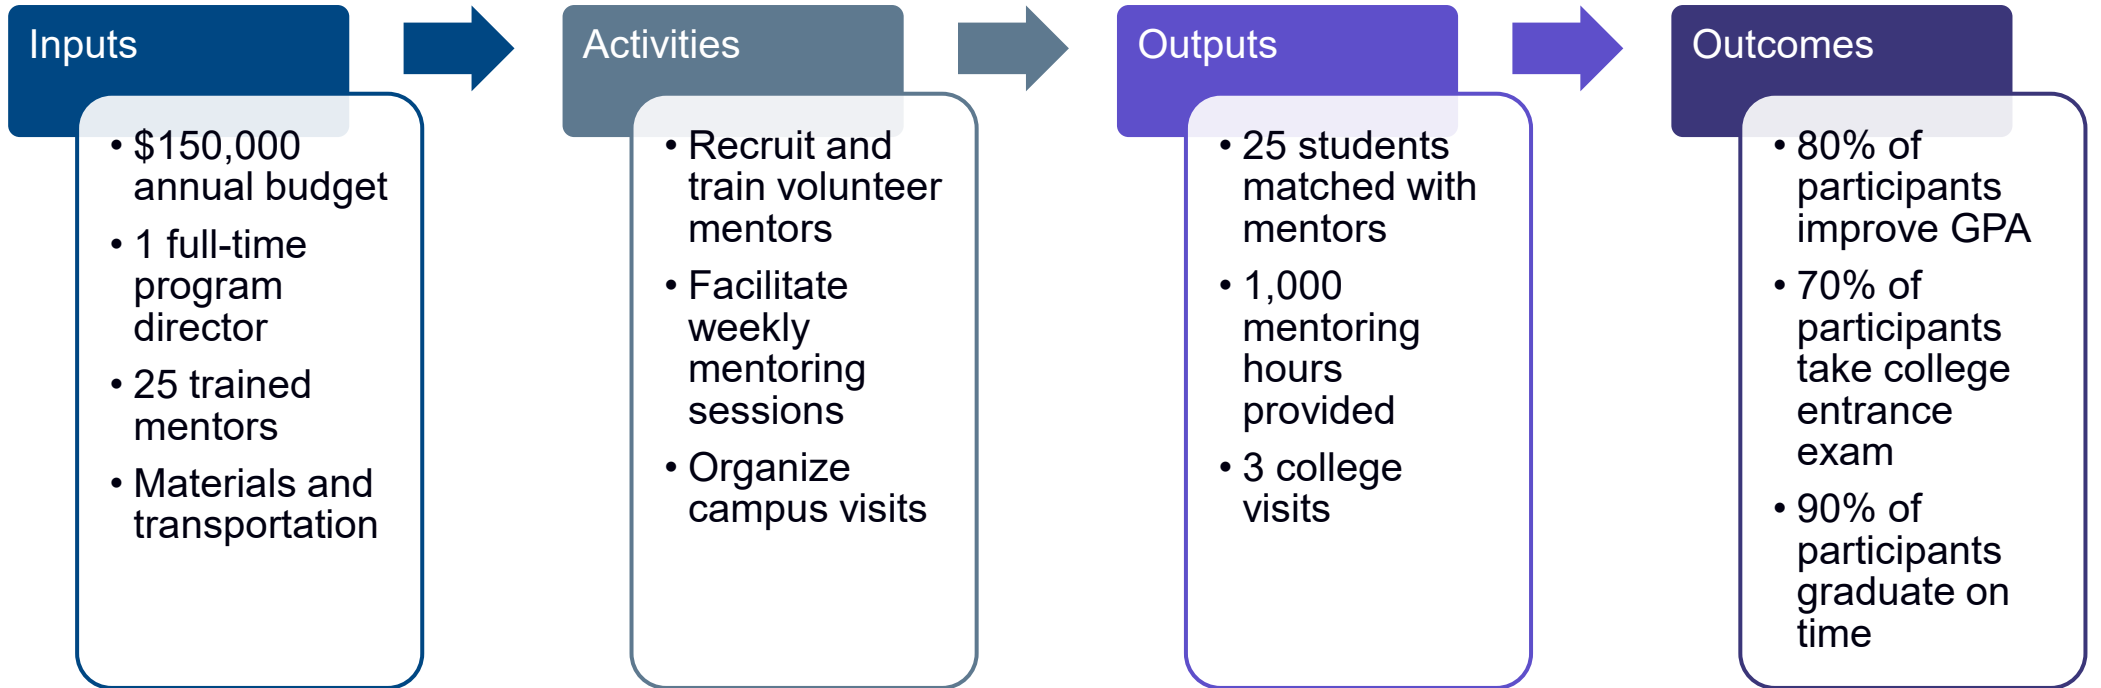 Inputs
• $150,000
annual budget
• 1 full-time
program
director
• 25 trained
mentors
• Materials and
transportation
Activities
• Recruit and
train volunteer
mentors
• Facilitate
weekly
mentoring
sessions
• Organize
campus visits
Outputs
• 25 students
matched with
mentors
• 1,000
mentoring
hours
provided
• 3 college
visits
Outcomes
• 80% of
participants
improve GPA
• 70% of
participants
take college
entrance
exam
• 90% of
participants
graduate on
time